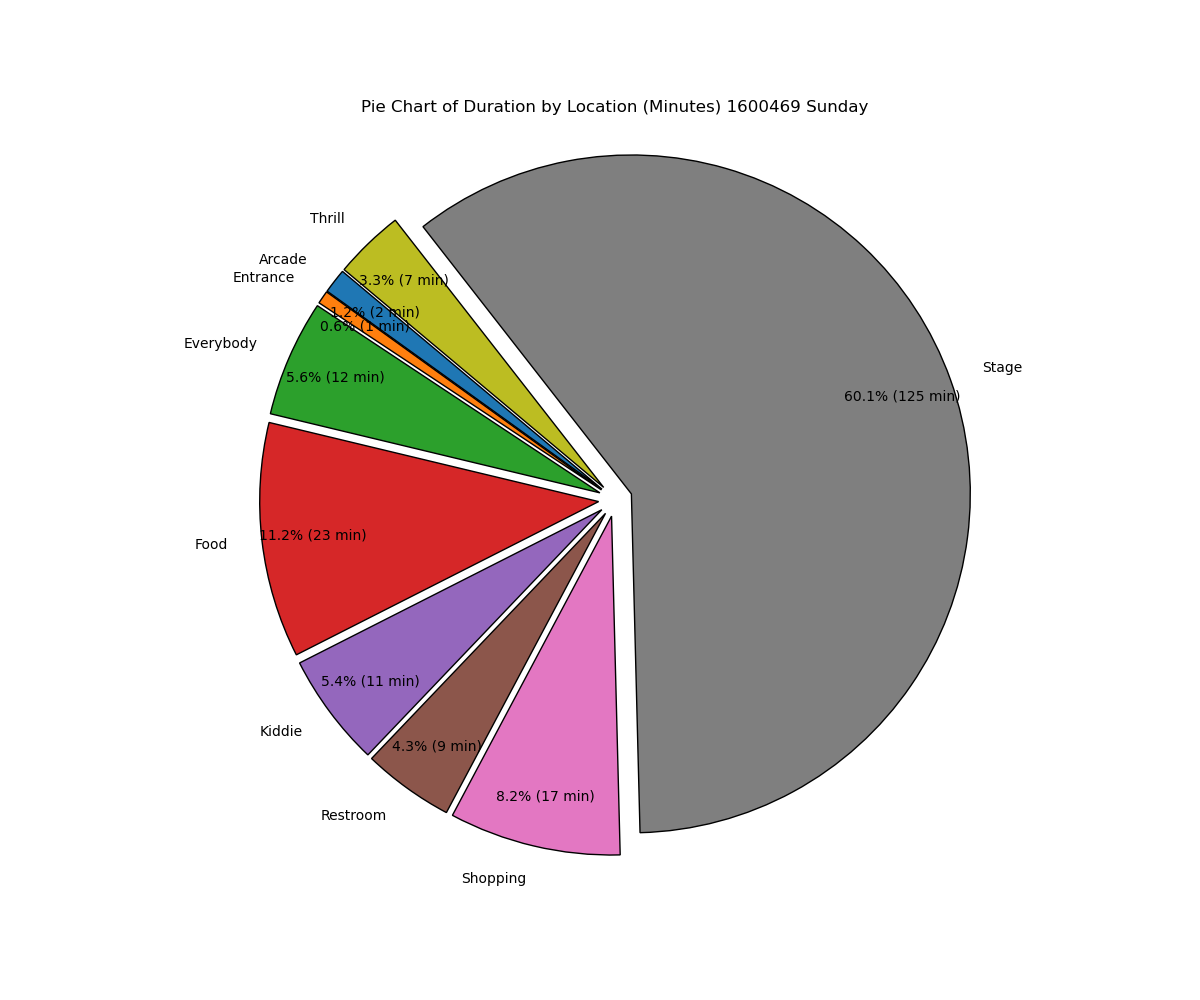 Pie Chart of Duration by Location (Minutes) 1600469 Sunday
Thrill
3.3% (7 min)
Arcade
1.2% (2 min)
Entrance
0.6% (1 min)
Everybody
5.6% (12 min)
Stage
60.1% (125 min)
Food
11.2% (23 min)
Kiddie
5.4% (11 min)
Restroom
4.3% (9 min)
Shopping
8.2% (17 min)